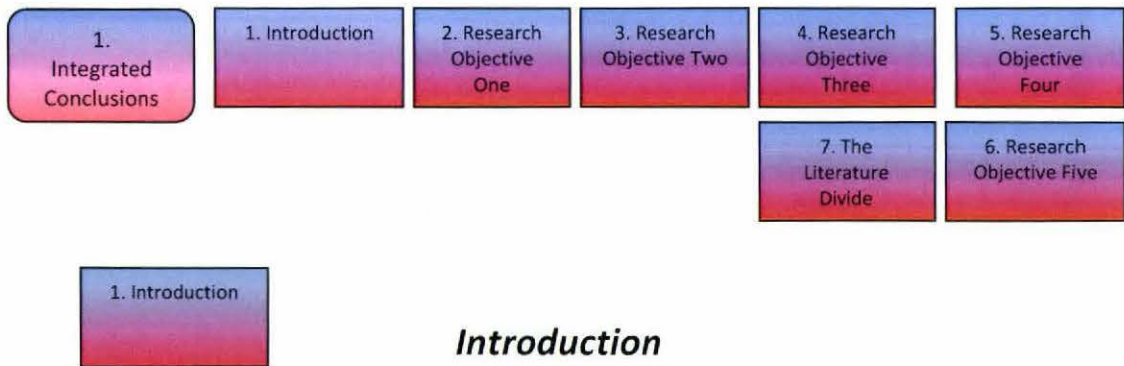 1.
Integrated
Conclusions
1. Introduction
2. Research
Objective
One
3. Research
Objective Two
4. Research
Objective
Three
5. Research
Objective
Four
7. The
Literature
Divide
6. Research
Objective Five
1. Introduction
Introduction